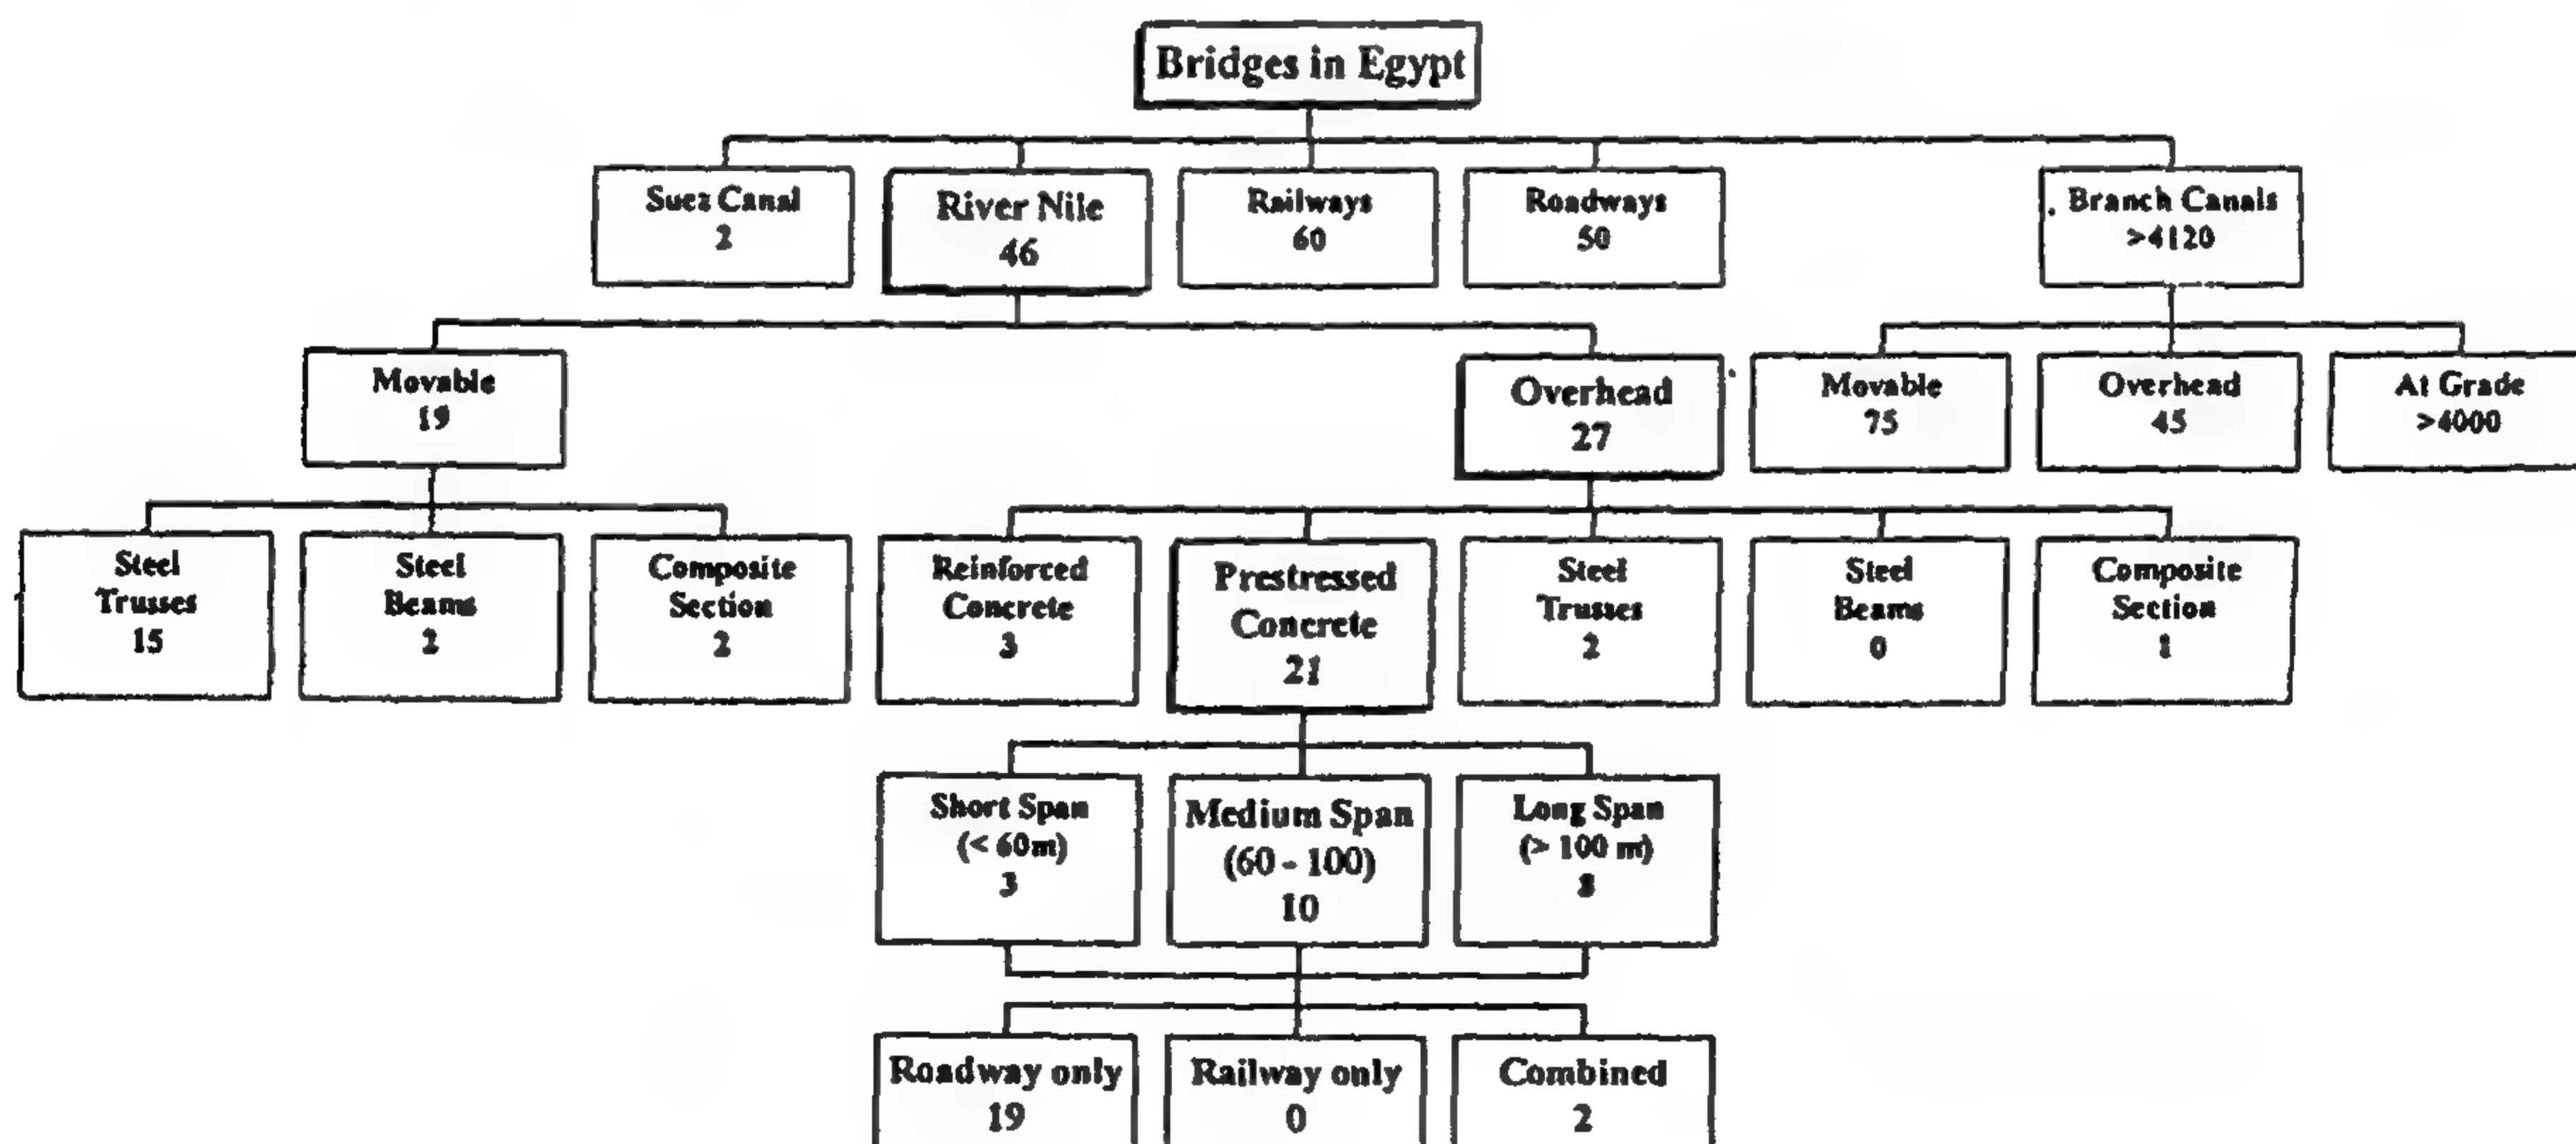 Bridges in Egypt
Suez Canal
2
River Nile
46
Railways
60
Roadways
50
Branch Canals
>4120
Movable
19
Overhead
27
Movable
75
Overhead
45
At Grade
>4000
Steel
Trusses
15
Steel
Beams
2
Composite
Section
2
Reinforced
Concrete
3
Prestressed
Concrete
21
Steel
Trusses
2
Steel
Beams
0
Composite
Section
1
Short Span
(< 60m)
3
Medium Span
(60 - 100)
10
Long Span
(> 100 m)
8
Roadway only
19
Railway only
0
Combined
2